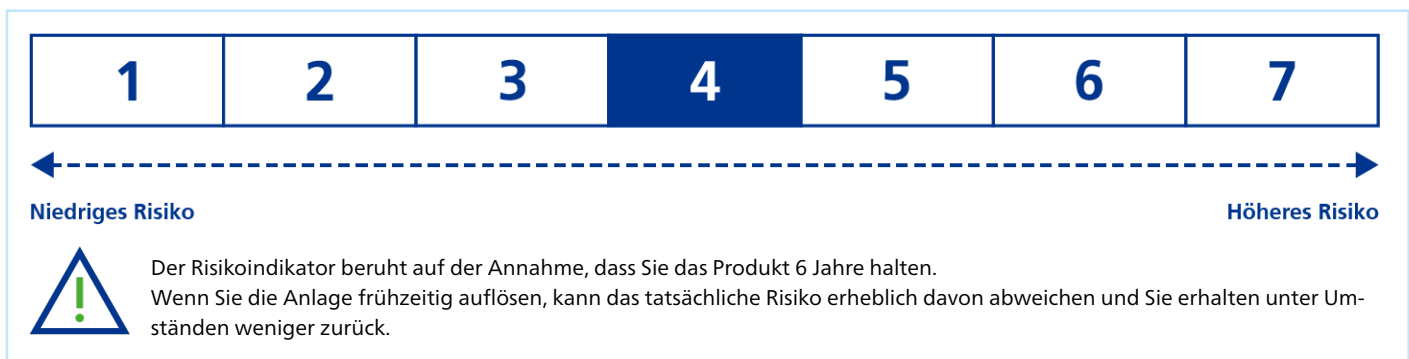 1 2 3 4 5 6 7
Niedriges Risiko Höheres Risiko
Der Risikoindikator beruht auf der Annahme, dass Sie das Produkt 6 Jahre halten.
Wenn Sie die Anlage frühzeitig auflösen, kann das tatsächliche Risiko erheblich davon abweichen und Sie erhalten unter Um-
ständen weniger zurück.